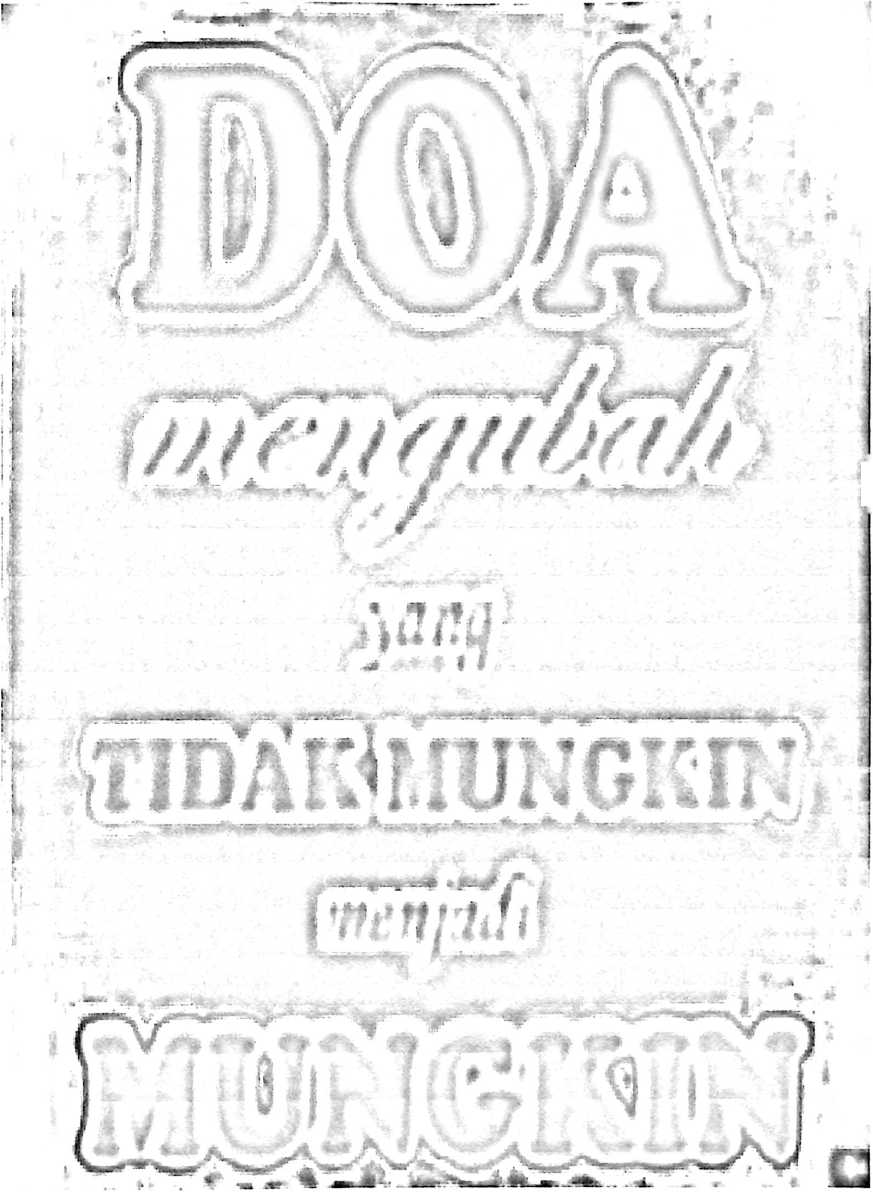 DOA
mengubah
yang
TIDAK MUNGKIN
menjadi
MUNGKIN